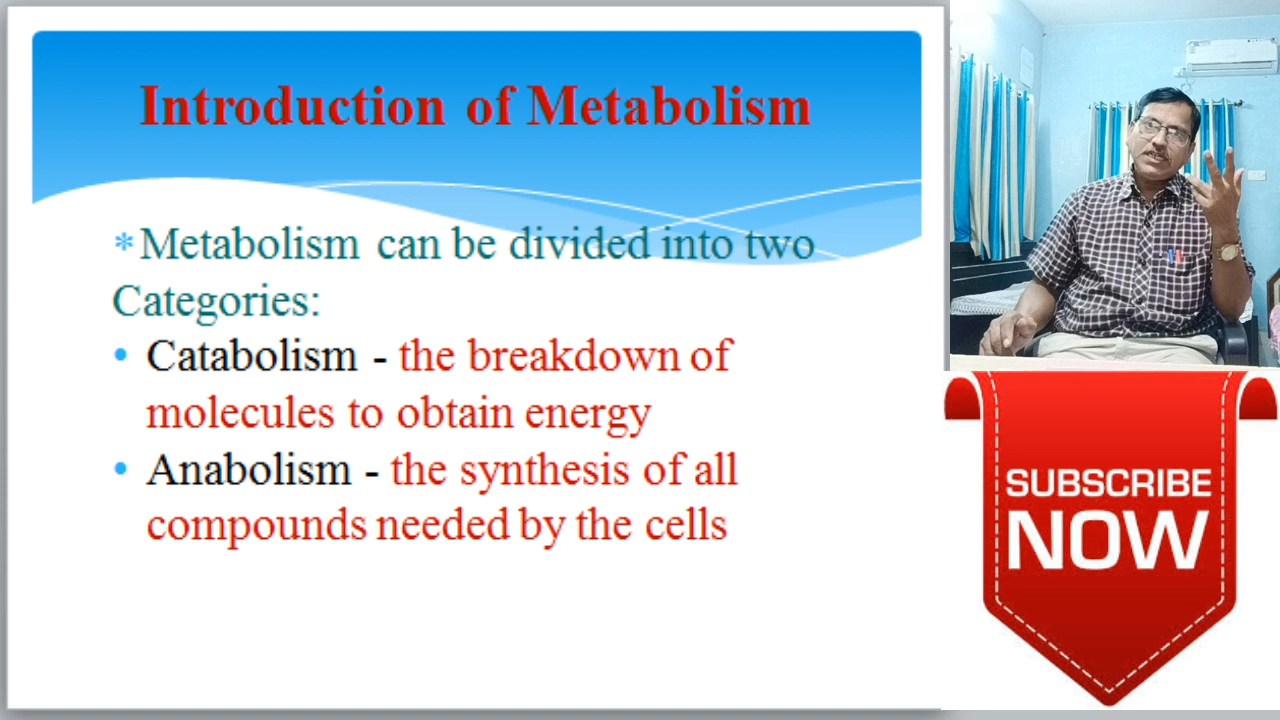 Introduction of Metabolism
*Metabolism can be divided into two
Categories:
• Catabolism - the breakdown of
molecules to obtain energy
• Anabolism - the synthesis of all
compounds needed by the cells
SUBSCRIBE
NOW